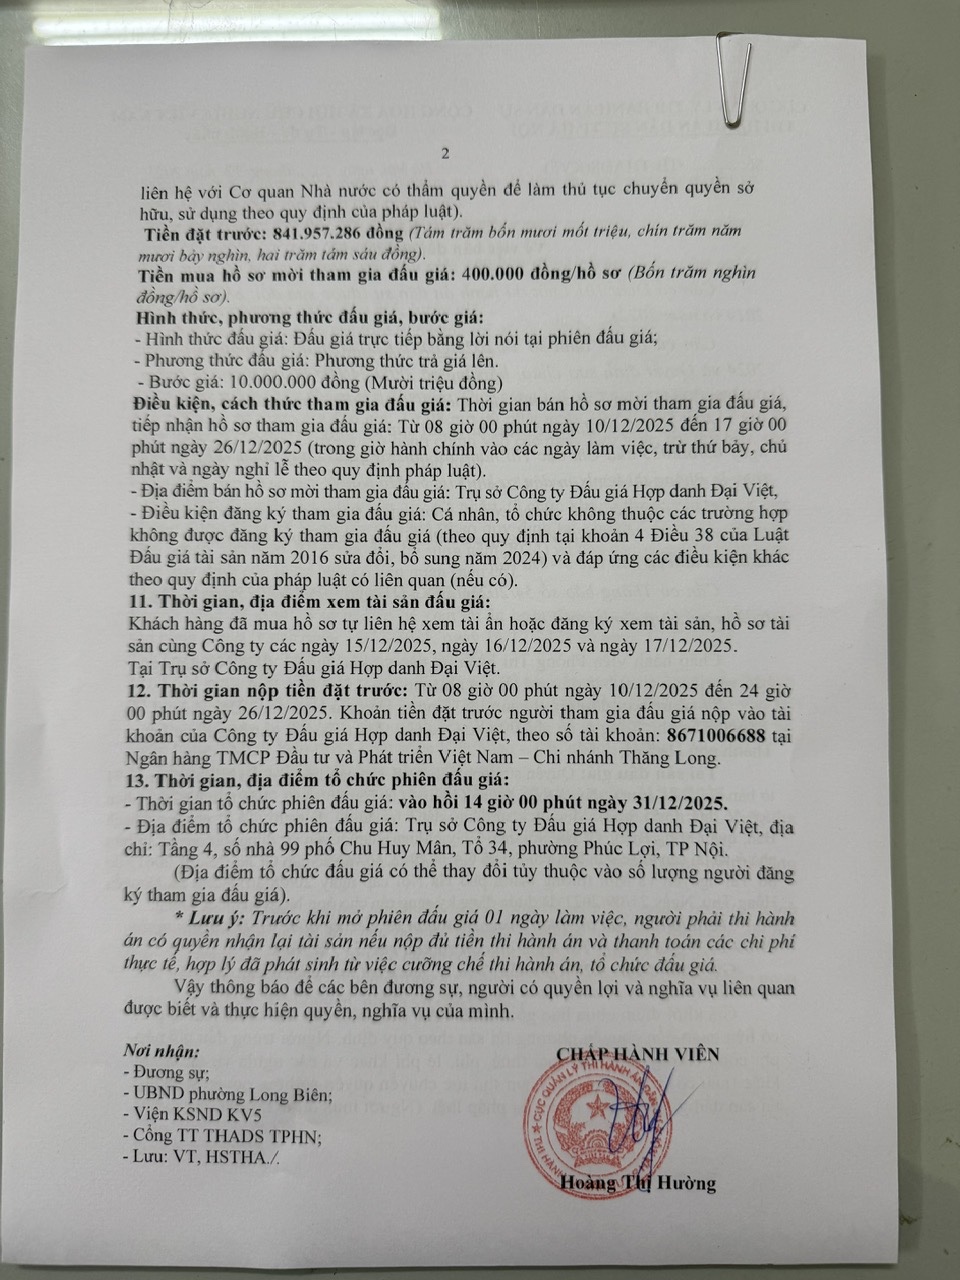 2
liên hệ với Cơ quan Nhà nước có thẩm quyền để làm thủ tục chuyển quyền sở
hữu, sử dụng theo quy định của pháp luật).
Tiền đặt trước: 841.957.286 đồng (Tám trăm bốn mươi mốt triệu, chín trăm năm
mươi bảy nghìn, hai trăm tám sáu đồng).
Tiền mua hồ sơ mời tham gia đấu giá: 400.000 đồng/hồ sơ (Bốn trăm nghìn
đồng/hồ sơ).
Hình thức, phương thức đấu giá, bước giá:
- Hình thức đấu giá: Đấu giá trực tiếp bằng lời nói tại phiên đấu giá;
- Phương thức đấu giá: Phương thức trả giá lên.
- Bước giá: 10.000.000 đồng (Mười triệu đồng)
Điều kiện, cách thức tham gia đấu giá: Thời gian bán hồ sơ mời tham gia đấu giá,
tiếp nhận hồ sơ tham gia đấu giá: Từ 08 giờ 00 phút ngày 10/12/2025 đến 17 giờ 00
phút ngày 26/12/2025 (trong giờ hành chính vào các ngày làm việc, trừ thứ bảy, chủ
nhật và ngày nghỉ lễ theo quy định pháp luật).
- Địa điểm bán hồ sơ mời tham gia đấu giá: Trụ sở Công ty Đấu giá Hợp danh Đại Việt,
- Điều kiện đăng ký tham gia đấu giá: Cá nhân, tổ chức không thuộc các trường hợp
không được đăng ký tham gia đấu giá (theo quy định tại khoản 4 Điều 38 của Luật
Đấu giá tài sản năm 2016 sửa đổi, bổ sung năm 2024) và đáp ứng các điều kiện khác
theo quy định của pháp luật có liên quan (nếu có).
11. Thời gian, địa điểm xem tài sản đấu giá:
Khách hàng đã mua hồ sơ tự liên hệ xem tài ản hoặc đăng ký xem tài sản, hồ sơ tài
sản cùng Công ty các ngày 15/12/2025, ngày 16/12/2025 và ngày 17/12/2025.
Tại Trụ sở Công ty Đấu giá Hợp danh Đại Việt.
12. Thời gian nộp tiền đặt trước: Từ 08 giờ 00 phút ngày 10/12/2025 đến 24 giờ
00 phút ngày 26/12/2025. Khoản tiền đặt trước người tham gia đấu giá nộp vào tài
khoản của Công ty Đấu giá Hợp danh Đại Việt, theo số tài khoản: 8671006688 tại
Ngân hàng TMCP Đầu tư và Phát triển Việt Nam – Chi nhánh Thăng Long.
13. Thời gian, địa điểm tổ chức phiên đấu giá:
- Thời gian tổ chức phiên đấu giá: vào hồi 14 giờ 00 phút ngày 31/12/2025.
- Địa điểm tổ chức phiên đấu giá: Trụ sở Công ty Đấu giá Hợp danh Đại Việt, địa
chỉ: Tầng 4, số nhà 99 phố Chu Huy Mân, Tổ 34, phường Phúc Lợi, TP Nội.
(Địa điểm tổ chức đấu giá có thể thay đổi tùy thuộc vào số lượng người đăng
ký tham gia đấu giá).
* Lưu ý: Trước khi mở phiên đấu giá 01 ngày làm việc, người phải thi hành
án có quyền nhận lại tài sản nếu nộp đủ tiền thi hành án và thanh toán các chi phí
thực tế, hợp lý đã phát sinh từ việc cưỡng chế thi hành án, tổ chức đấu giá.
Vậy thông báo để các bên đương sự, người có quyền lợi và nghĩa vụ liên quan
được biết và thực hiện quyền, nghĩa vụ của mình.
Nơi nhận:
- Đương sự;
- UBND phường Long Biên;
- Viện KSND KV5
- Cổng TT THADS TPHN;
- Lưu: VT, HSTHA./.
CHẤP HÀNH VIÊN
CỤC QUẢN LÝ THI HÀNH ÁN
Hoàng Thị Hường